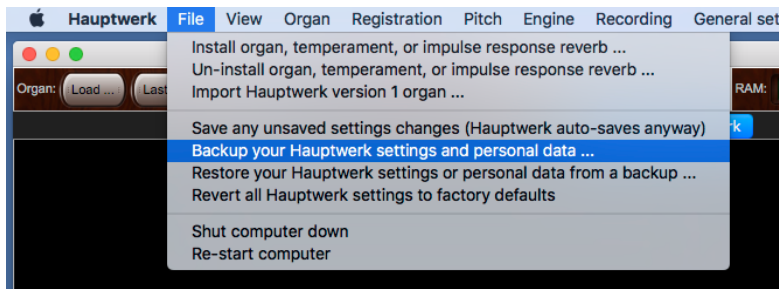 Hauptwerk File View Organ Registration Pitch Engine Recording General set
Install organ, temperament, or impulse response reverb ...
Un-install organ, temperament, or impulse response reverb ...
Import Hauptwerk version 1 organ ...
Organ: Load ... Last RAM:
Save any unsaved settings changes (Hauptwerk auto-saves anyway)
Backup your Hauptwerk settings and personal data ...
Restore your Hauptwerk settings or personal data from a backup ...
Revert all Hauptwerk settings to factory defaults
Shut computer down
Re-start computer